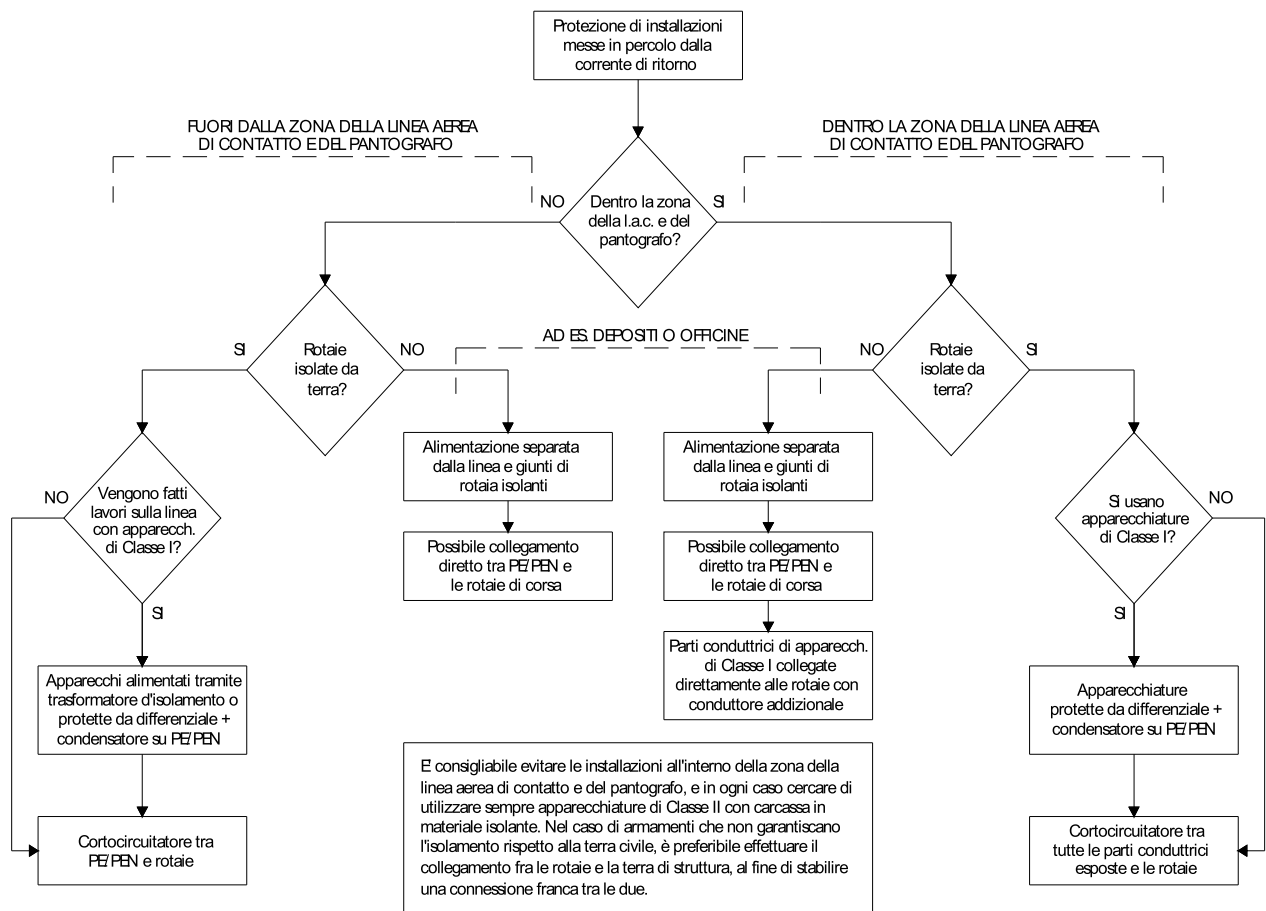 Protezione di installazioni
messe in percolo dalla
corrente di ritorno
FUORI DALLA ZONA DELLA LINEA AEREA
DI CONTATTO E DEL PANTOGRAFO
DENTRO LA ZONA DELLA LINEA AEREA
DI CONTATTO E DEL PANTOGRAFO
NO
Dentro la zona
della l.a.c. e del
pantografo?
SI
SI
Rotaie
isolate da
terra?
NO
AD ES. DEPOSITI O OFFICINE
NO
Rotaie
isolate da
terra?
SI
Alimentazione separata
dalla linea e giunti di
rotaia isolanti
Alimentazione separata
dalla linea e giunti di
rotaia isolanti
NO
Vengono fatti
lavori sulla linea
con apparecch.
di Classe I?
SI
Possibile collegamento
diretto tra PE/PEN e
le rotaie di corsa
Possibile collegamento
diretto tra PE/PEN e
le rotaie di corsa
Si usano
apparecchiature
di Classe I?
NO
SI
Apparecchi alimentati tramite
trasformatore d'isolamento o
protette da differenziale +
condensatore su PE/PEN
Parti conduttrici di apparecch.
di Classe I collegate
direttamente alle rotaie con
conduttore addizionale
Apparecchiature
protette da differenziale +
condensatore su PE/PEN
Cortocircuitatore tra
PE/PEN e rotaie
E' consigliabile evitare le installazioni all'interno della zona della
linea aerea di contatto e del pantografo, e in ogni caso cercare di
utilizzare sempre apparecchiature di Classe II con carcassa in
materiale isolante. Nel caso di armamenti che non garantiscano
l'isolamento rispetto alla terra civile, è preferibile effettuare il
collegamento fra le rotaie e la terra di struttura, al fine di stabilire
una connessione franca tra le due.
Cortocircuitatore tra
tutte le parti conduttrici
esposte e le rotaie